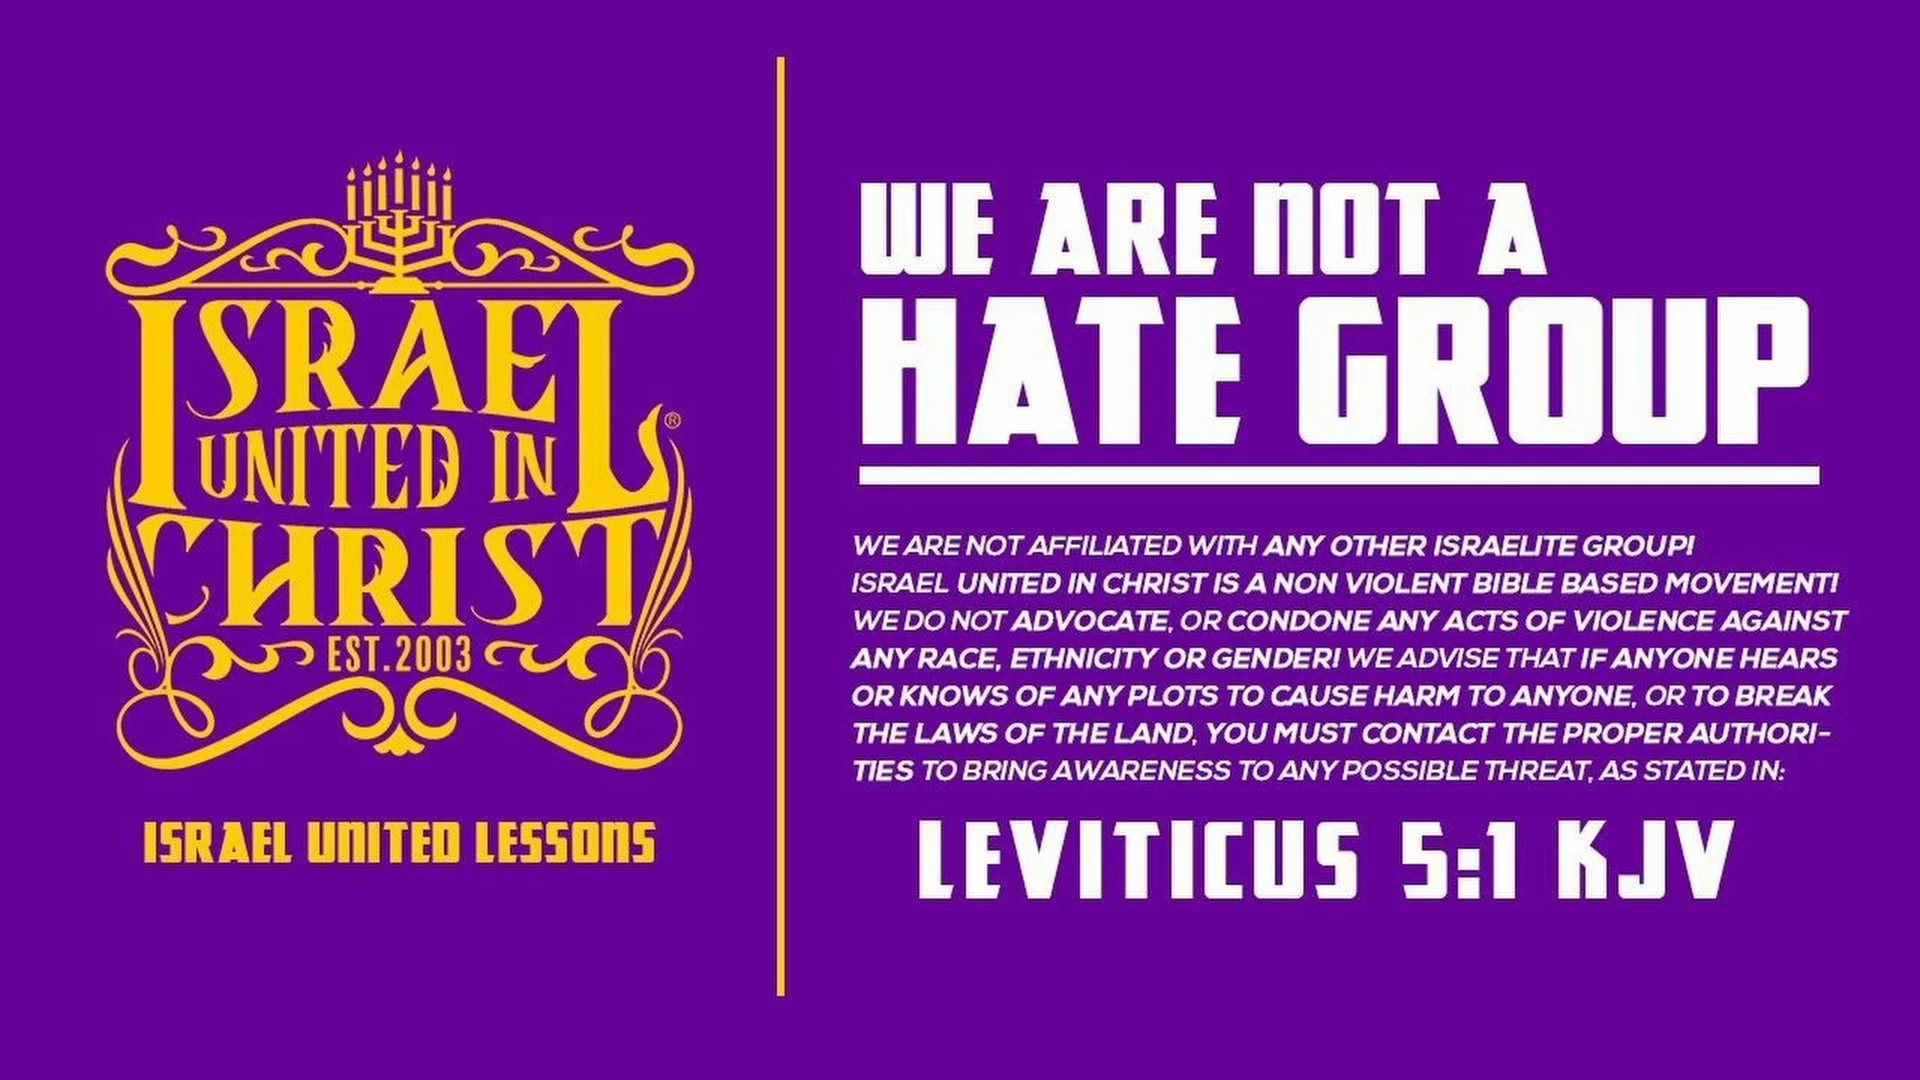 ISRAEL
UNITED IN
CHRIST
®
EST.2003
ISRAEL UNITED LESSONS
WE ARE NOT A
HATE GROUP
WE ARE NOT AFFILIATED WITH ANY OTHER ISRAELITE GROUP!
ISRAEL UNITED IN CHRIST IS A NON VIOLENT BIBLE BASED MOVEMENT!
WE DO NOT ADVOCATE, OR CONDONE ANY ACTS OF VIOLENCE AGAINST
ANY RACE, ETHNICITY OR GENDER! WE ADVISE THAT IF ANYONE HEARS
OR KNOWS OF ANY PLOTS TO CAUSE HARM TO ANYONE, OR TO BREAK
THE LAWS OF THE LAND, YOU MUST CONTACT THE PROPER AUTHORI-
TIES TO BRING AWARENESS TO ANY POSSIBLE THREAT, AS STATED IN:
LEVITICUS 5:1 KJV